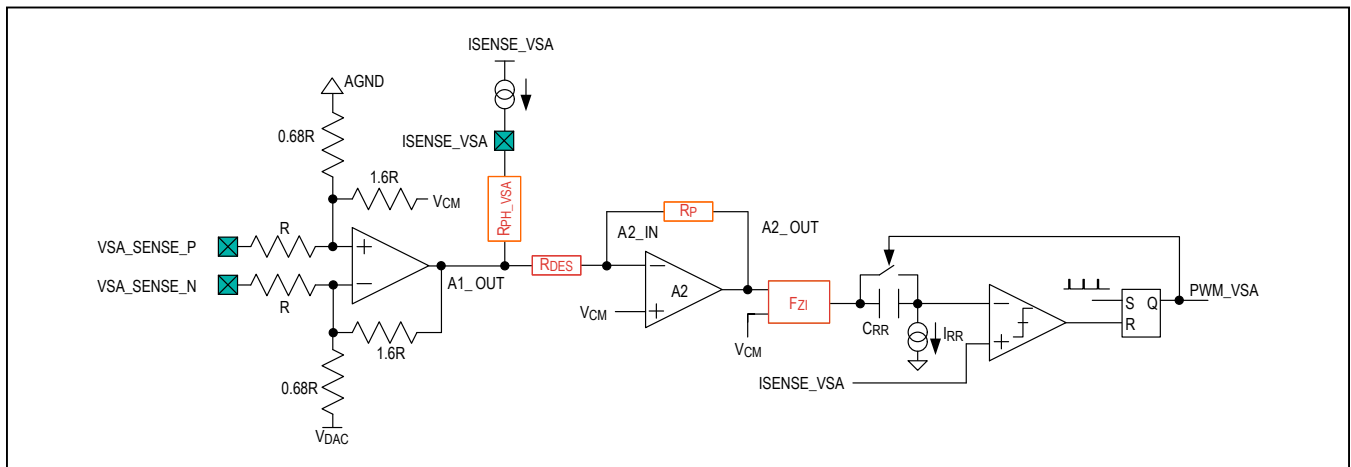 ISENSE_VSA
AGND
0.68R
ISENSE_VSA
1.6R
VCM
RPH_VSA
RP
VSA_SENSE_P
R
A2_IN
A2_OUT
+
RDES
−
PWM_VSA
VSA_SENSE_N
R
−
A1_OUT
A2
FZI
S Q
R
VCM
+
CRR
−
IRR
+
1.6R
VCM
0.68R
ISENSE_VSA
VDAC